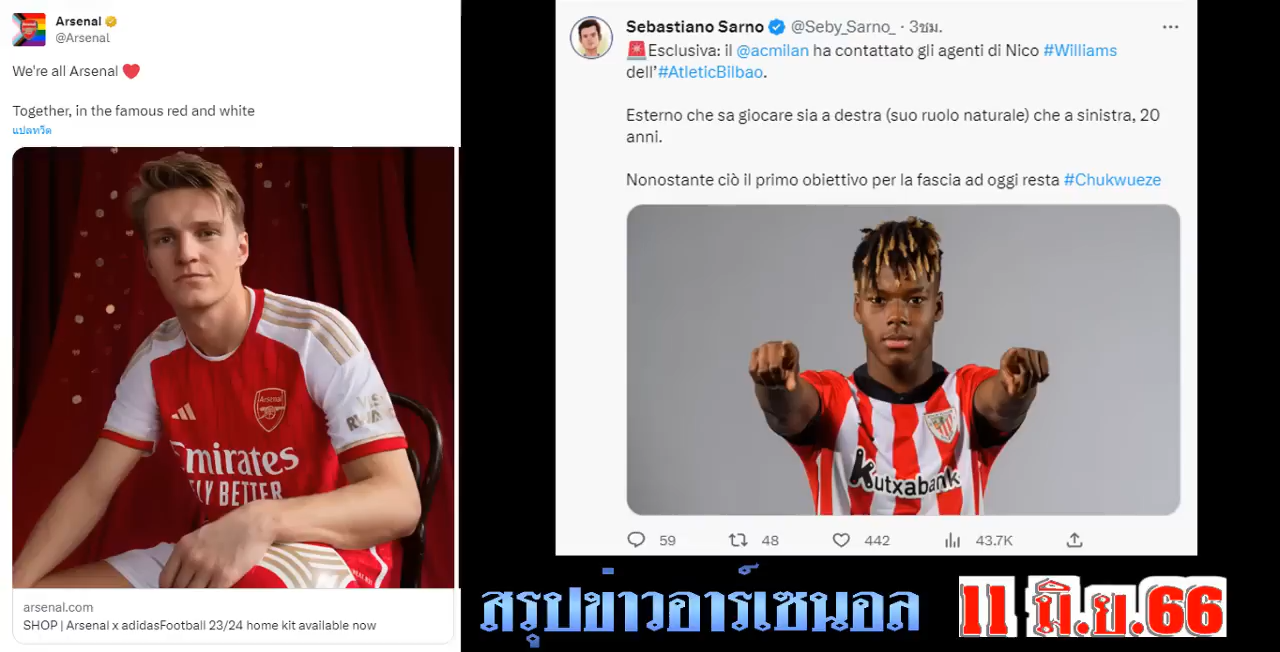 Arsenal
@Arsenal
We're all Arsenal ❤️
Together, in the famous red and white
แปลทวีต
Arsenal
Emirates
FLY BETTER
arsenal.com
SHOP | Arsenal x adidasFootball 23/24 home kit available now
Sebastiano Sarno @Seby_Sarno_ · 3ชม.
🚨Esclusiva: il @acmilan ha contattato gli agenti di Nico #Williams
dell'#AtleticBilbao.
Esterno che sa giocare sia a destra (suo ruolo naturale) che a sinistra, 20
anni.
Nonostante ciò il primo obiettivo per la fascia ad oggi resta #Chukwueze
Kutxabank
59 48 442 43.7K
สรุปข่าวอาร์เซนอล 11 มิ.ย.66